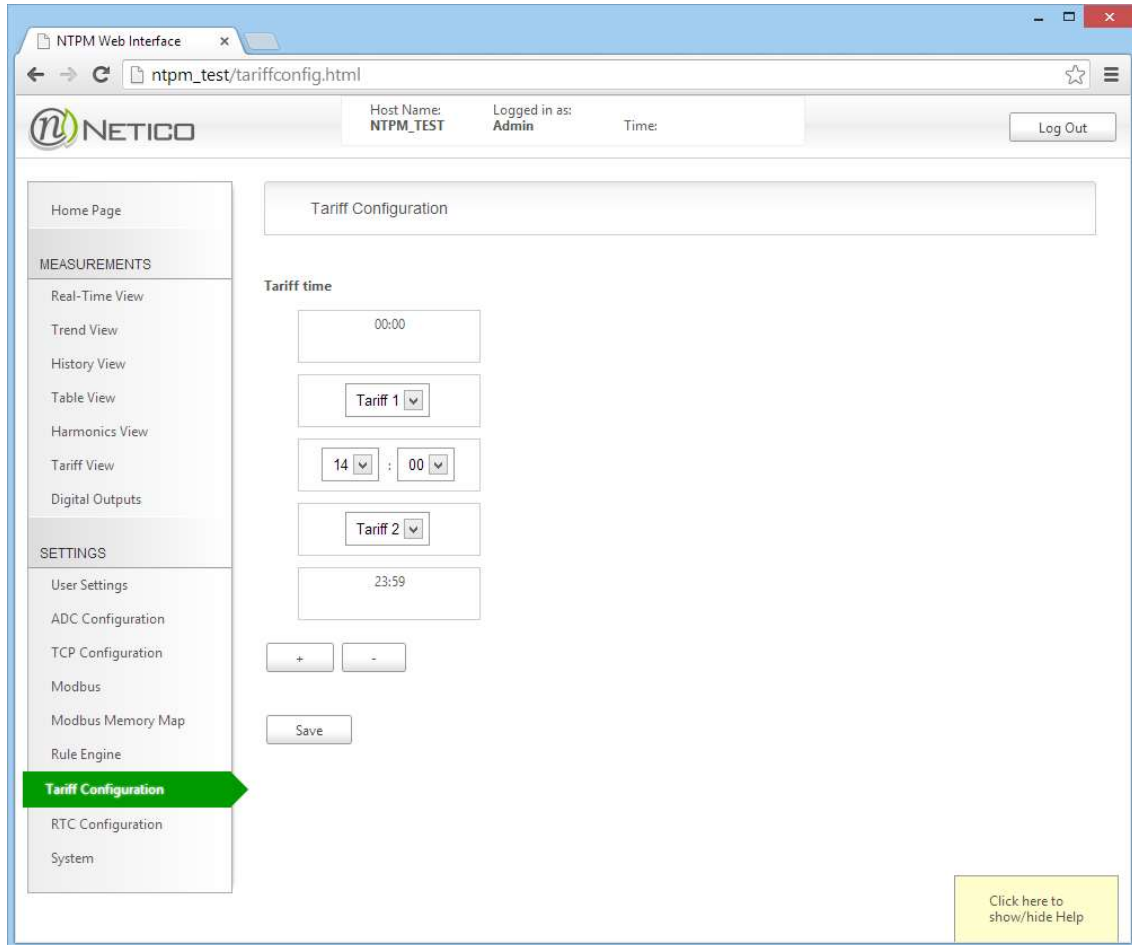 NTPM Web Interface
ntpm_test/tariffconfig.html
NETICO
Host Name:
NTPM_TEST
Logged in as:
Admin
Time:
Log Out
Home Page
MEASUREMENTS
Real-Time View
Trend View
History View
Table View
Harmonics View
Tariff View
Digital Outputs
SETTINGS
User Settings
ADC Configuration
TCP Configuration
Modbus
Modbus Memory Map
Rule Engine
Tariff Configuration
RTC Configuration
System
Tariff Configuration
Tariff time
00:00
Tariff 1
14 : 00
Tariff 2
23:59
+ -
Save
Click here to
show/hide Help